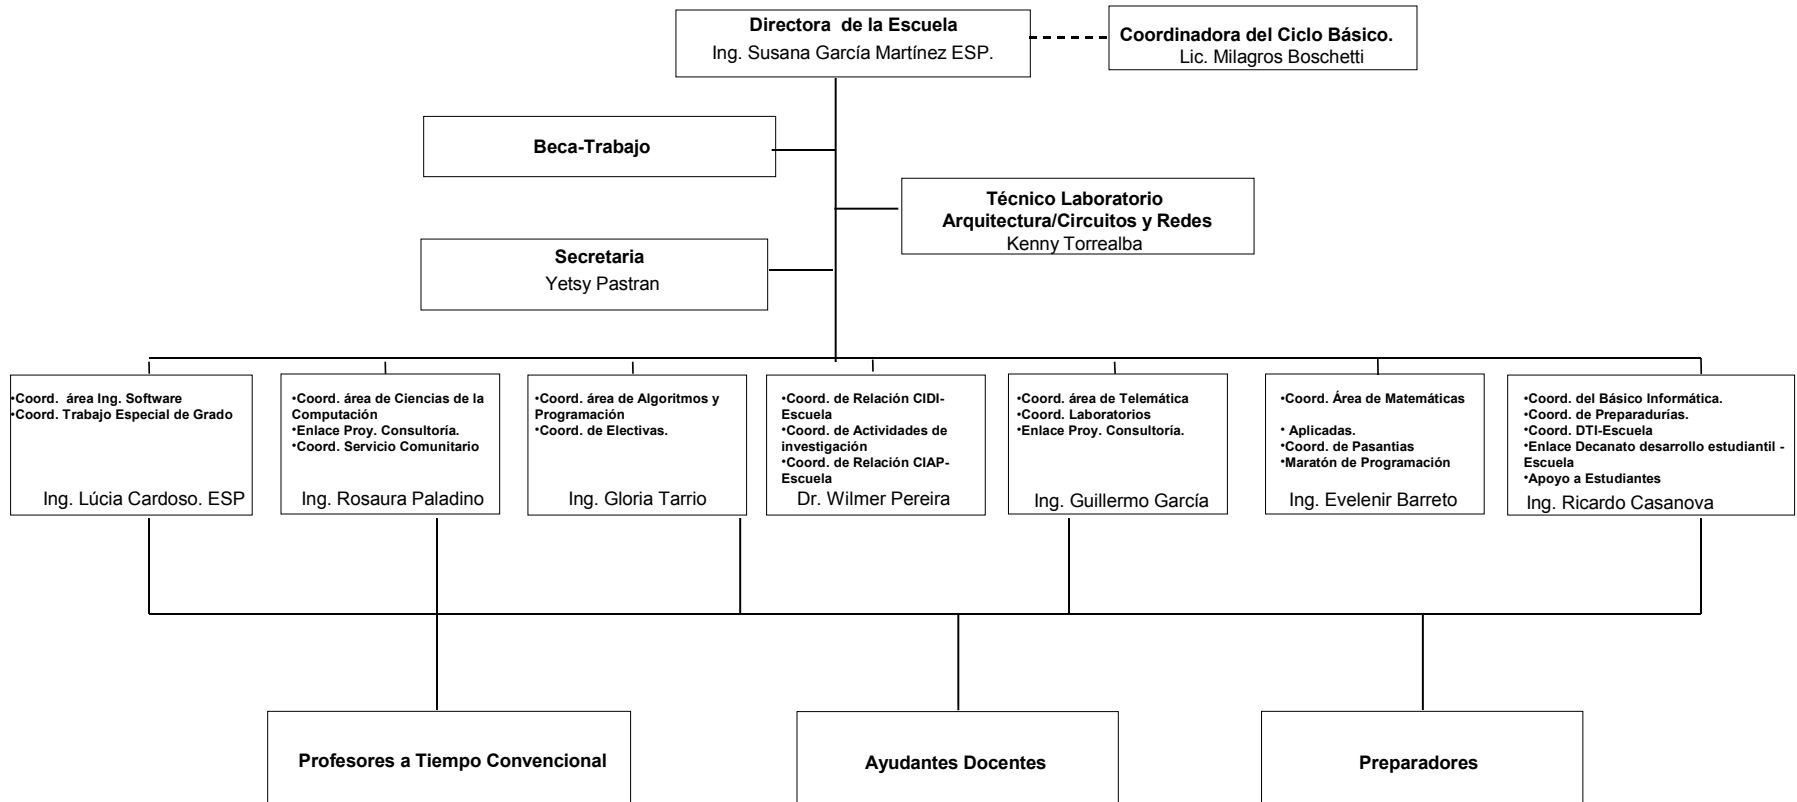 Directora de la Escuela
Ing. Susana García Martínez ESP.
Coordinadora del Ciclo Básico.
Lic. Milagros Boschetti
Beca-Trabajo
Técnico Laboratorio
Arquitectura/Circuitos y Redes
Kenny Torrealba
Secretaria
Yetsy Pastran
•Coord. área Ing. Software
•Coord. Trabajo Especial de Grado
Ing. Lúcia Cardoso. ESP
•Coord. área de Ciencias de la
Computación
•Enlace Proy. Consultoría.
•Coord. Servicio Comunitario
Ing. Rosaura Paladino
•Coord. área de Algoritmos y
Programación
•Coord. de Electivas.
Ing. Gloria Tarrio
•Coord. de Relación CIDI-
Escuela
•Coord. de Actividades de
investigación
•Coord. de Relación CIAP-
Escuela
Dr. Wilmer Pereira
•Coord. área de Telemática
•Coord. Laboratorios
•Enlace Proy. Consultoría.
Ing. Guillermo García
•Coord. Área de Matemáticas
• Aplicadas.
•Coord. de Pasantias
•Maratón de Programación
Ing. Evelenir Barreto
•Coord. del Básico Informática.
•Coord. de Preparadurías.
•Coord. DTI-Escuela
•Enlace Decanato desarrollo estudiantil -
Escuela
•Apoyo a Estudiantes
Ing. Ricardo Casanova
Profesores a Tiempo Convencional
Ayudantes Docentes
Preparadores